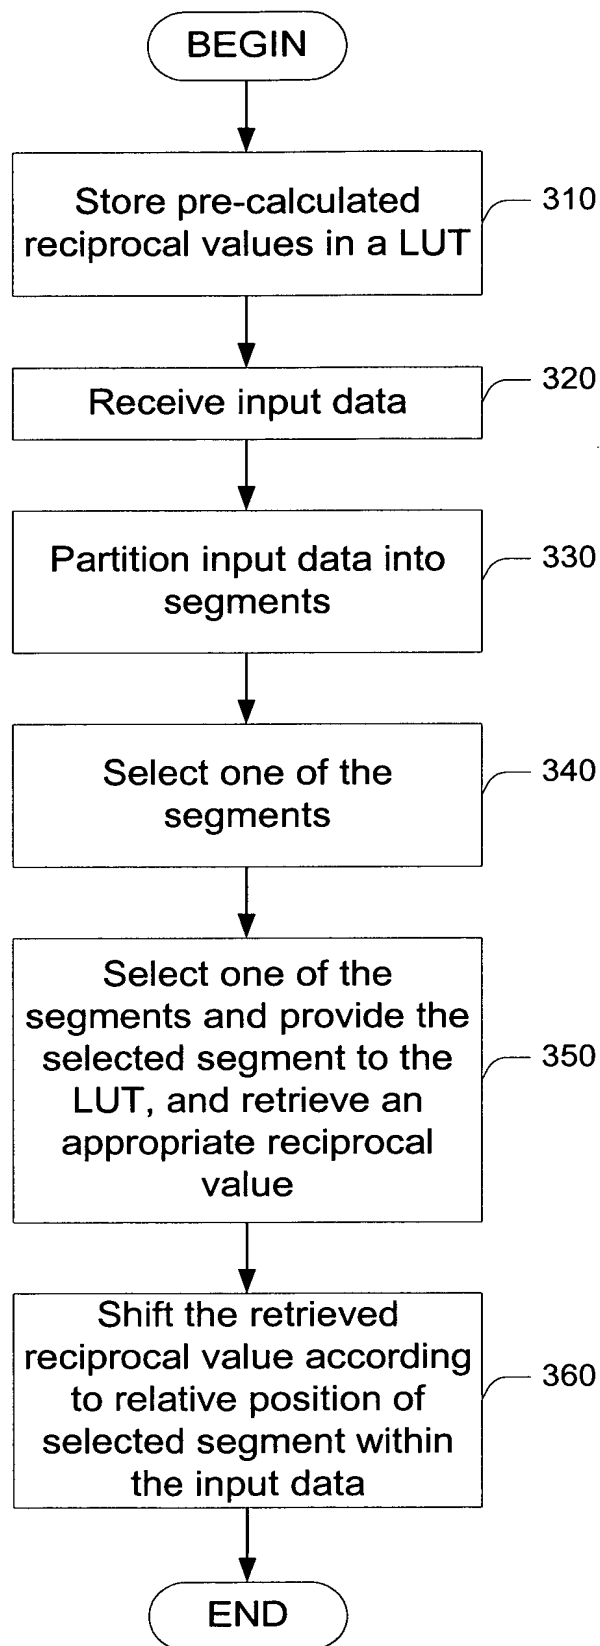 BEGIN
Store pre-calculated
reciprocal values in a LUT
310
Receive input data
320
Partition input data into
segments
330
Select one of the
segments
340
Select one of the
segments and provide the
selected segment to the
LUT, and retrieve an
appropriate reciprocal
value
350
Shift the retrieved
reciprocal value according
to relative position of
selected segment within
the input data
360
END